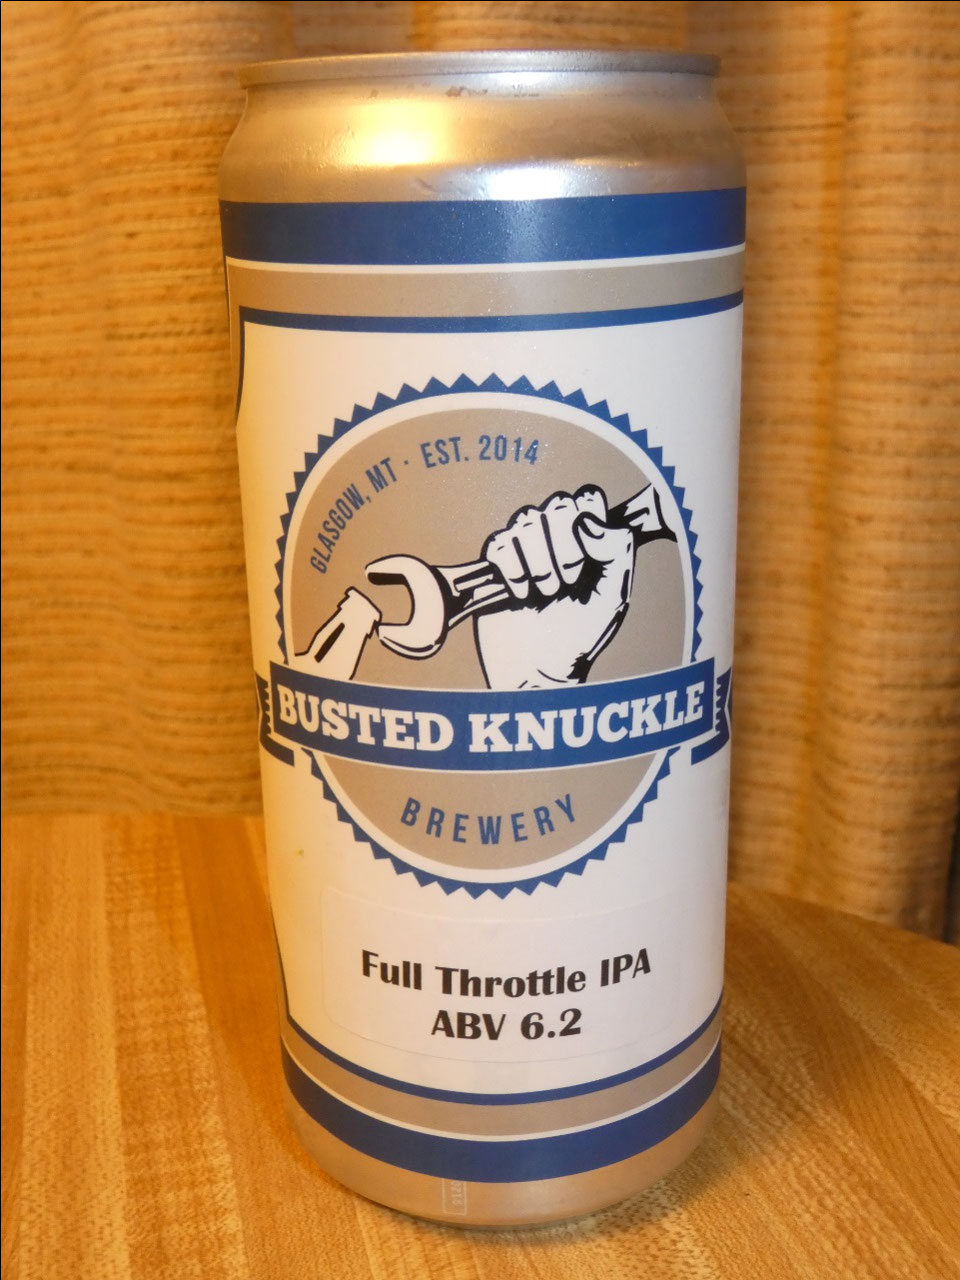 GLASGOW, MT · EST. 2014
BUSTED KNUCKLE
BREWERY
Full Throttle IPA
ABV 6.2